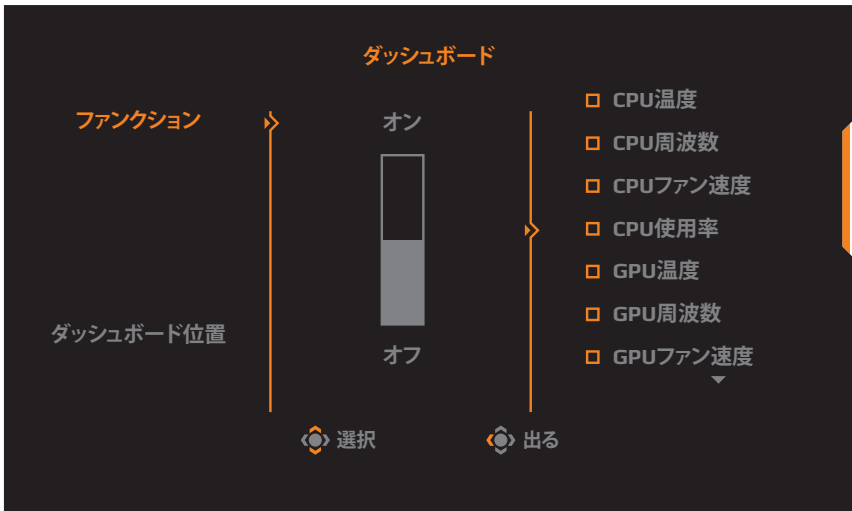 ダッシュボード
ファンクション
ダッシュボード位置
オン
オフ
CPU温度
CPU周波数
CPUファン速度
CPU使用率
GPU温度
GPU周波数
GPUファン速度
選択
出る